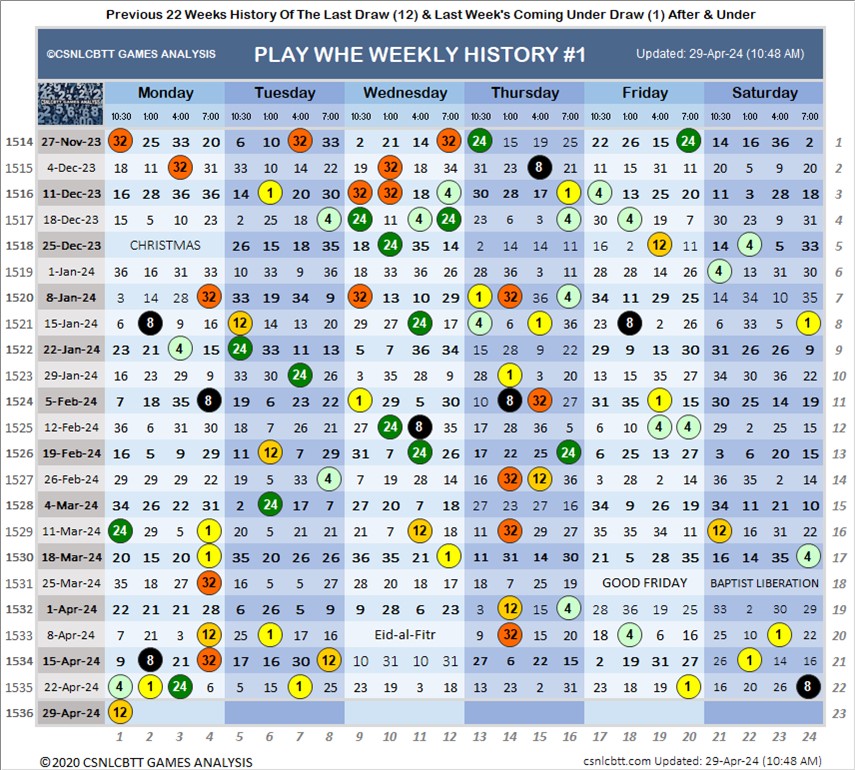 Previous 22 Weeks History Of The Last Draw (12) & Last Week's Coming Under Draw (1) After & Under
©CSNLCBTT GAMES ANALYSIS PLAY WHE WEEKLY HISTORY #1 Updated: 29-Apr-24 (10:48 AM)
CSNLCBTT GAMES ANALYSIS
Monday Tuesday Wednesday Thursday Friday Saturday
10:30 1:00 4:00 7:00 10:30 1:00 4:00 7:00 10:30 1:00 4:00 7:00 10:30 1:00 4:00 7:00 10:30 1:00 4:00 7:00 10:30 1:00 4:00 7:00
1514 27-Nov-23 32 25 33 20 6 10 32 33 2 21 14 32 24 15 19 25 22 26 15 24 14 16 36 2 1
1515 4-Dec-23 18 11 32 31 33 10 14 22 19 32 18 34 31 23 8 21 11 15 31 11 20 5 9 20 2
1516 11-Dec-23 16 28 36 36 14 1 20 30 32 32 18 4 30 28 17 1 4 13 25 20 11 3 28 18 3
1517 18-Dec-23 15 5 10 23 2 25 18 8 24 11 4 24 23 6 3 4 30 4 19 7 30 23 9 31 4
1518 25-Dec-23 CHRISTMAS 26 15 18 35 18 24 35 14 2 14 14 11 16 2 12 11 14 4 5 33 5
1519 1-Jan-24 36 16 31 33 10 33 9 36 18 33 36 26 28 36 3 11 28 28 14 26 4 13 31 30 6
1520 8-Jan-24 3 14 28 32 33 19 34 9 32 13 10 29 1 32 36 4 34 11 29 25 14 34 10 35 7
1521 15-Jan-24 6 8 9 16 12 14 13 20 29 27 24 17 4 6 1 36 23 8 2 26 6 33 5 1 8
1522 22-Jan-24 23 21 4 15 24 33 11 13 5 7 36 34 15 28 9 22 29 5 13 30 31 26 26 9 9
1523 29-Jan-24 16 23 29 9 33 30 24 23 3 35 28 9 28 1 3 20 13 15 35 27 34 30 36 22 10
1524 5-Feb-24 7 18 35 8 19 6 23 22 1 29 5 30 10 8 32 27 31 35 1 15 30 25 14 19 11
1525 12-Feb-24 36 6 31 30 18 7 26 21 27 24 8 11 17 28 36 5 6 10 4 4 29 2 25 15 12
1526 19-Feb-24 16 5 9 29 11 12 7 29 31 7 24 26 17 22 25 24 6 25 13 27 3 6 20 15 13
1527 26-Feb-24 29 29 29 22 19 5 33 4 7 19 28 14 16 32 12 36 3 28 2 14 36 35 2 14 14
1528 4-Mar-24 34 26 22 31 2 24 17 7 27 20 7 18 27 23 27 16 34 9 28 19 34 11 21 10 15
1529 11-Mar-24 24 29 5 1 20 5 21 21 21 7 12 18 11 32 29 27 35 35 34 11 12 16 31 22 16
1530 18-Mar-24 20 15 20 1 35 20 26 26 36 35 21 1 11 31 14 30 21 5 28 35 16 14 35 4 17
1531 25-Mar-24 35 18 27 32 16 5 5 27 28 20 18 17 18 7 25 19 GOOD FRIDAY BAPTIST LIBERATION 18
1532 1-Apr-24 22 21 21 28 6 26 5 9 9 28 6 23 3 12 15 4 28 36 19 25 33 2 30 29 19
1533 8-Apr-24 7 21 3 12 25 1 17 16 Eid-al-Fitr 9 32 15 20 18 4 6 16 25 10 1 22 20
1534 15-Apr-24 9 8 21 32 17 16 30 12 10 31 10 31 27 6 22 15 2 19 31 27 22 1 14 16 21
1535 22-Apr-24 4 1 24 6 5 15 1 25 23 19 3 18 13 23 2 31 23 18 19 1 16 20 26 8 22
1536 29-Apr-24 12 23
1 2 3 4 5 6 7 8 9 10 11 12 13 14 15 16 17 18 19 20 21 22 23 24
©2020 CSNLCBTT GAMES ANALYSIS csnlcbtt.com Updated: 29-Apr-24 (10:48 AM)